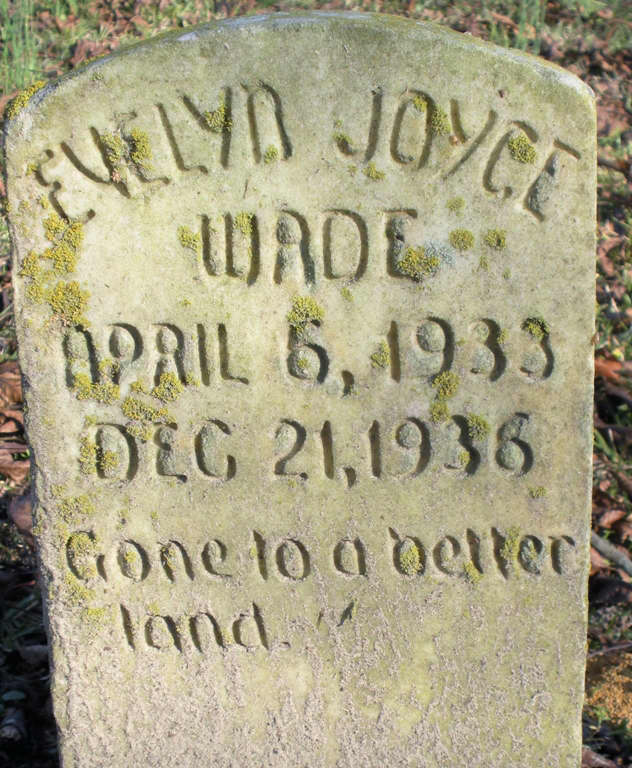 EVELYN JOYCE
WADE
APRIL 6, 1933
DEC 21, 1936
Gone to a better
land."